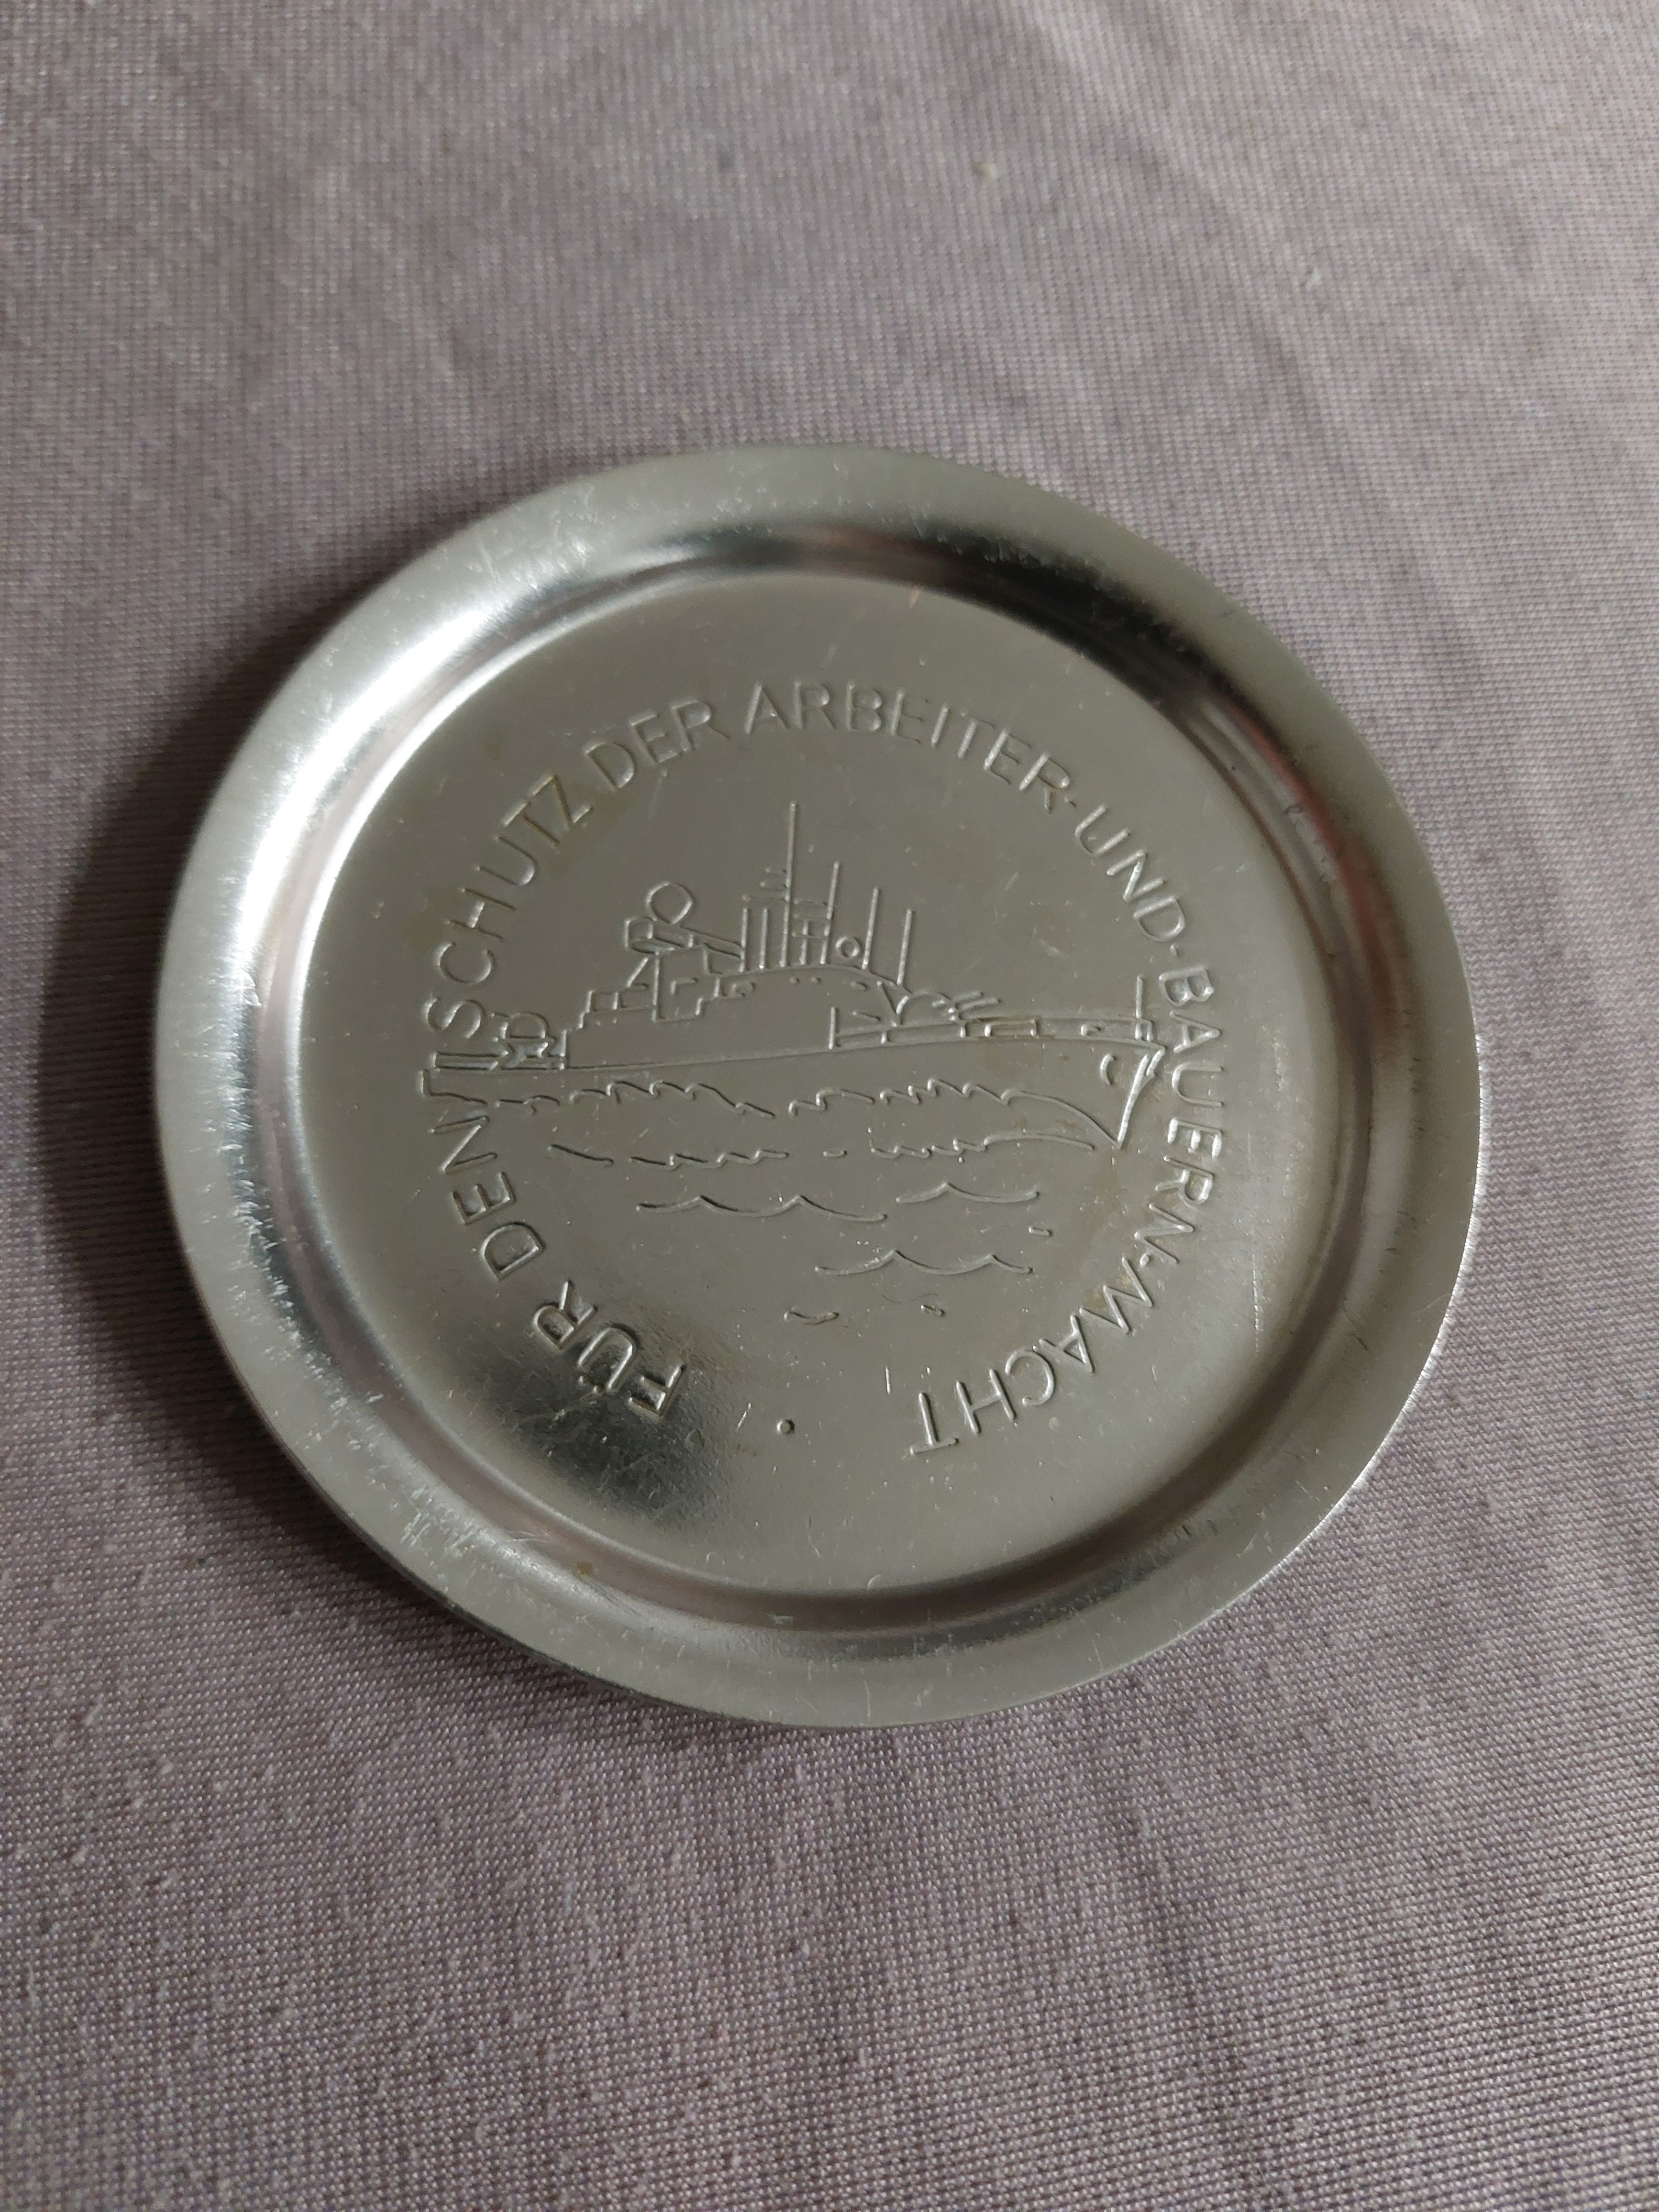 FÜR DEN SCHUTZ DER ARBEITER-UND-BAUERN-MACHT